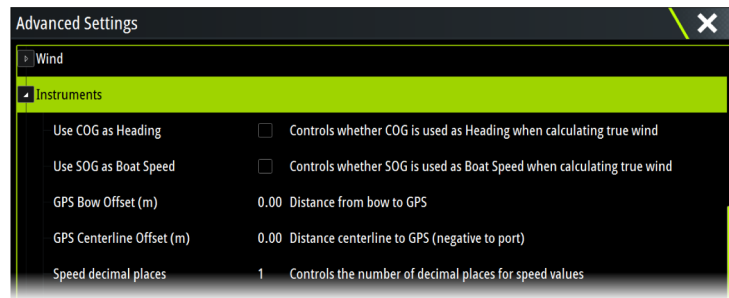 Advanced Settings
Wind
Instruments
Use COG as Heading Controls whether COG is used as Heading when calculating true wind
Use SOG as Boat Speed Controls whether SOG is used as Boat Speed when calculating true wind
GPS Bow Offset (m) 0.00 Distance from bow to GPS
GPS Centerline Offset (m) 0.00 Distance centerline to GPS (negative to port)
Speed decimal places 1 Controls the number of decimal places for speed values